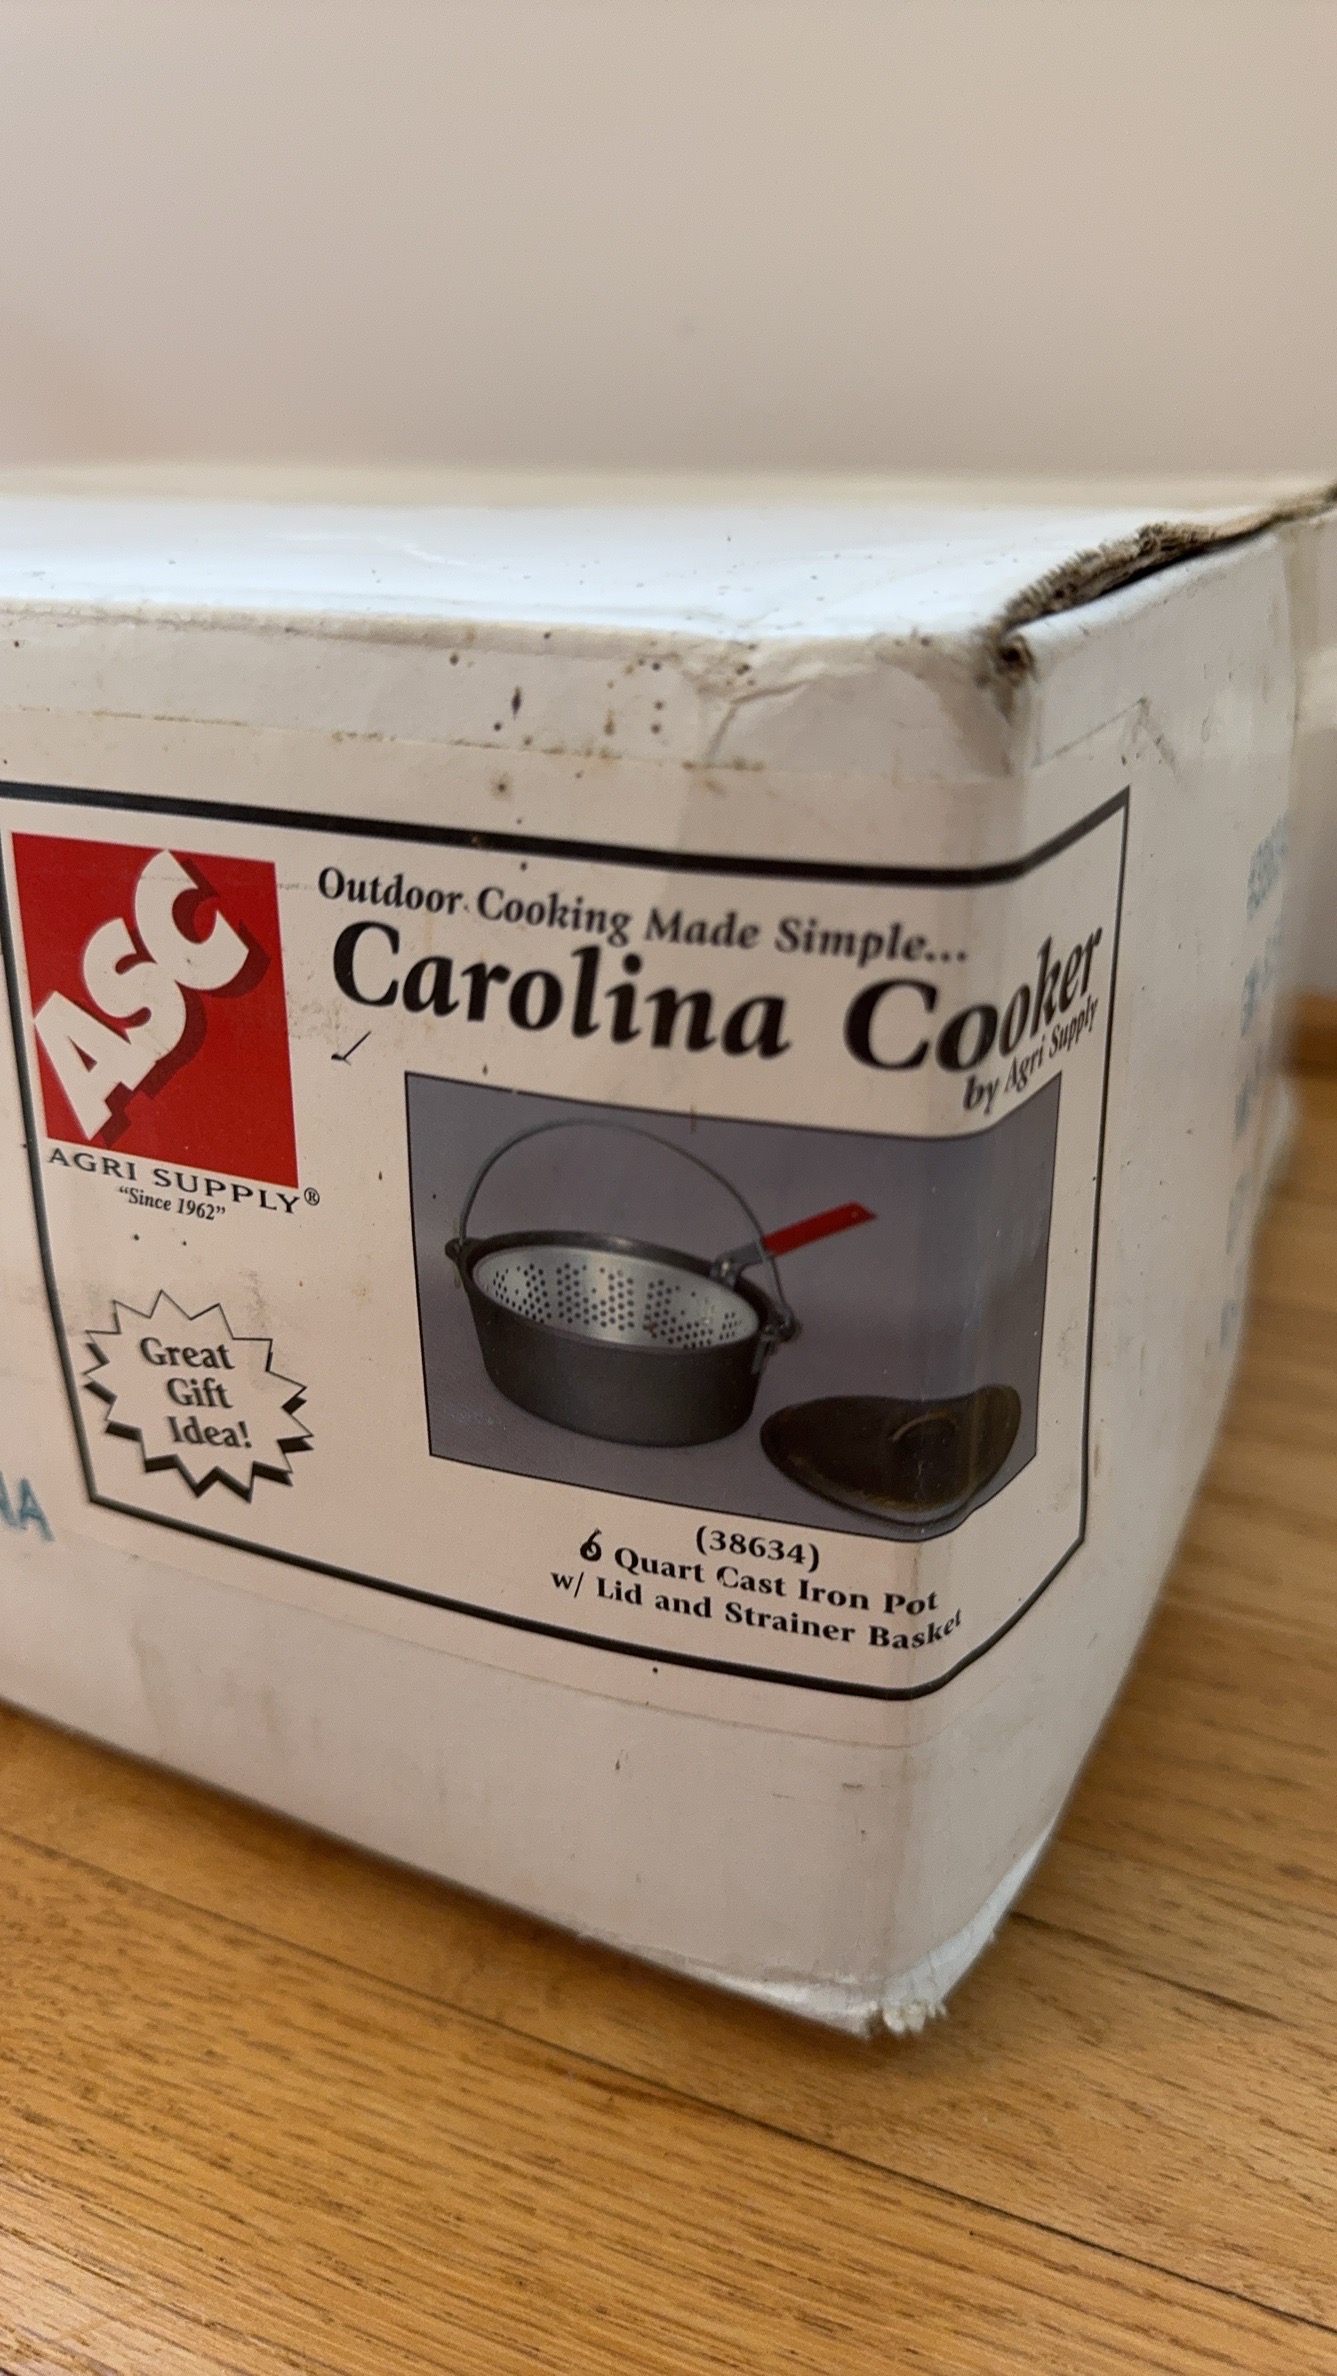 ASC
AGRI SUPPLY®
“Since 1962”
Outdoor Cooking Made Simple...
Carolina Cooker
by Agri Supply
Great
Gift
Idea!
(38634)
6 Quart Cast Iron Pot
w/ Lid and Strainer Basket